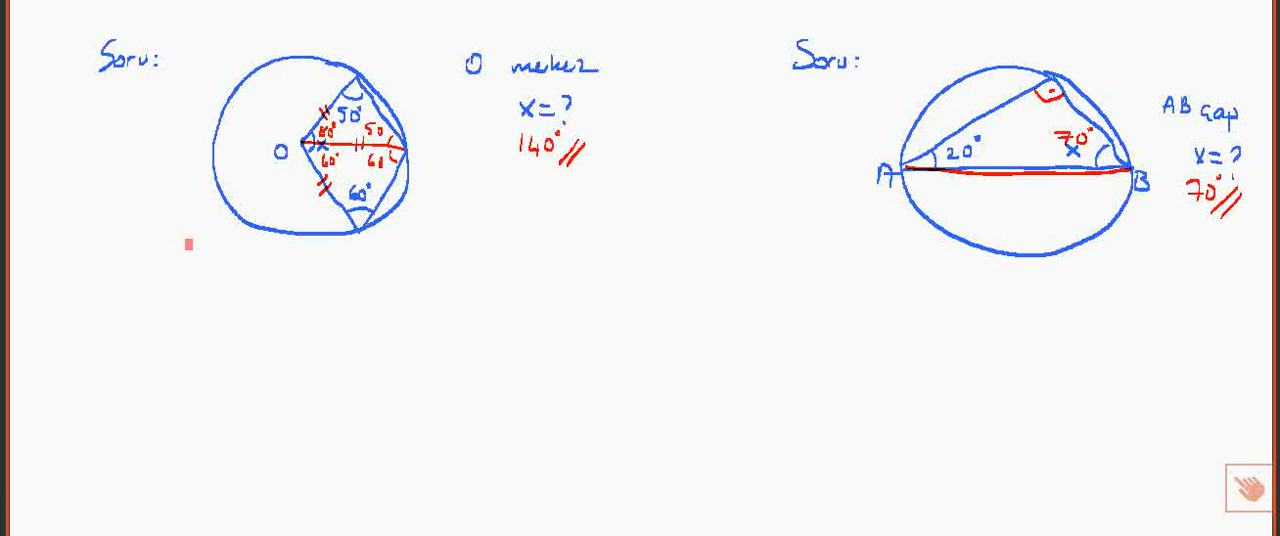 Soru:
O merkez
x = ?
140°
50°
80°
50
O
x
60°
60
60°
Soru:
AB çap
x = ?
70°
20°
70°
x
A
B